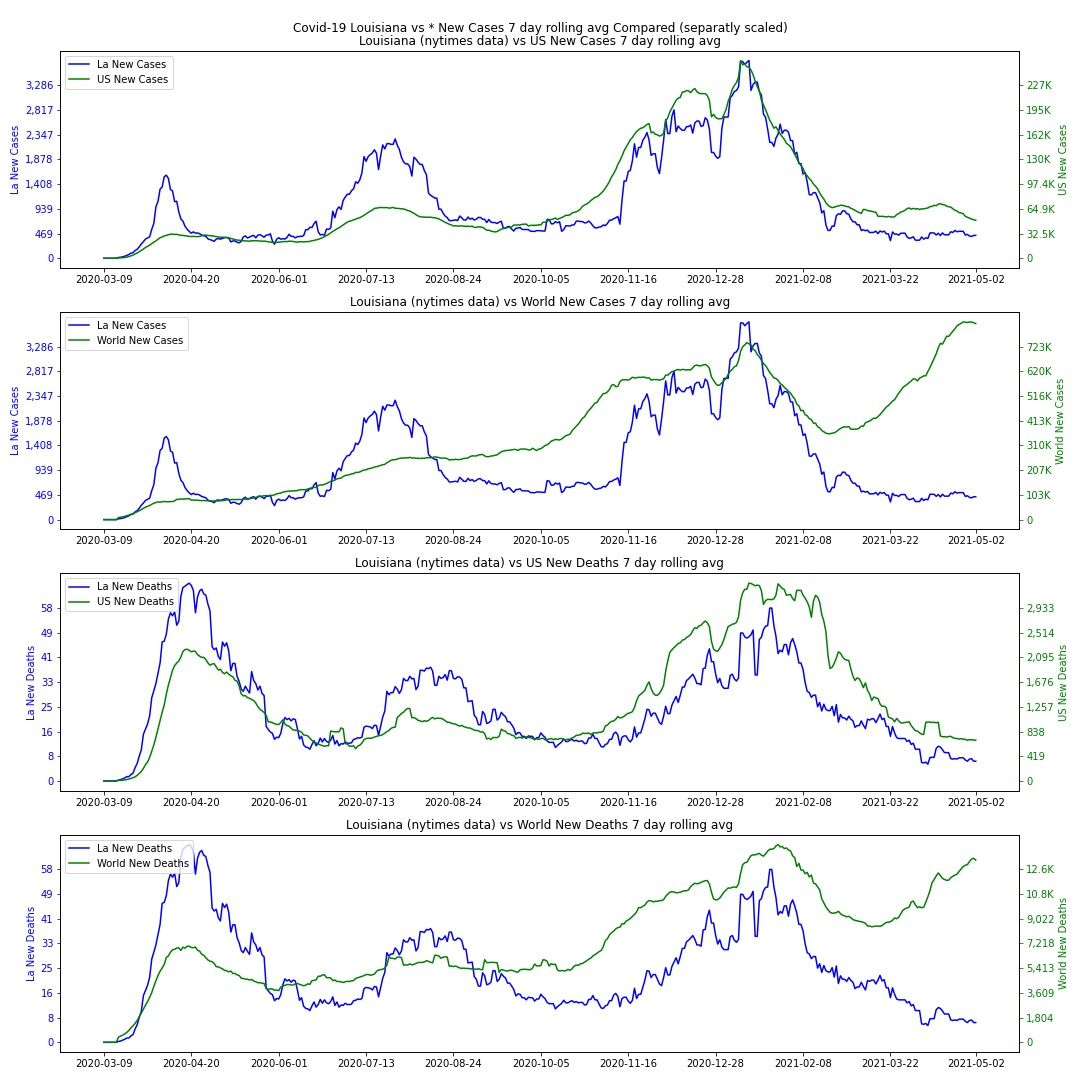 Covid-19 Louisiana vs * New Cases 7 day rolling avg Compared (separatly scaled)
Louisiana (nytimes data) vs US New Cases 7 day rolling avg
La New Cases
US New Cases
3,286
2,817
2,347
1,878
1,408
939
469
0
La New Cases
227K
195K
162K
130K
97.4K
64.9K
32.5K
0
US New Cases
2020-03-09 2020-04-20 2020-06-01 2020-07-13 2020-08-24 2020-10-05 2020-11-16 2020-12-28 2021-02-08 2021-03-22 2021-05-02
Louisiana (nytimes data) vs World New Cases 7 day rolling avg
La New Cases
World New Cases
3,286
2,817
2,347
1,878
1,408
939
469
0
La New Cases
723K
620K
516K
413K
310K
207K
103K
0
World New Cases
2020-03-09 2020-04-20 2020-06-01 2020-07-13 2020-08-24 2020-10-05 2020-11-16 2020-12-28 2021-02-08 2021-03-22 2021-05-02
Louisiana (nytimes data) vs US New Deaths 7 day rolling avg
La New Deaths
US New Deaths
58
49
41
33
25
16
8
0
La New Deaths
2,933
2,514
2,095
1,676
1,257
838
419
0
US New Deaths
2020-03-09 2020-04-20 2020-06-01 2020-07-13 2020-08-24 2020-10-05 2020-11-16 2020-12-28 2021-02-08 2021-03-22 2021-05-02
Louisiana (nytimes data) vs World New Deaths 7 day rolling avg
La New Deaths
World New Deaths
58
49
41
33
25
16
8
0
La New Deaths
12.6K
10.8K
9,022
7,218
5,413
3,609
1,804
0
World New Deaths
2020-03-09 2020-04-20 2020-06-01 2020-07-13 2020-08-24 2020-10-05 2020-11-16 2020-12-28 2021-02-08 2021-03-22 2021-05-02